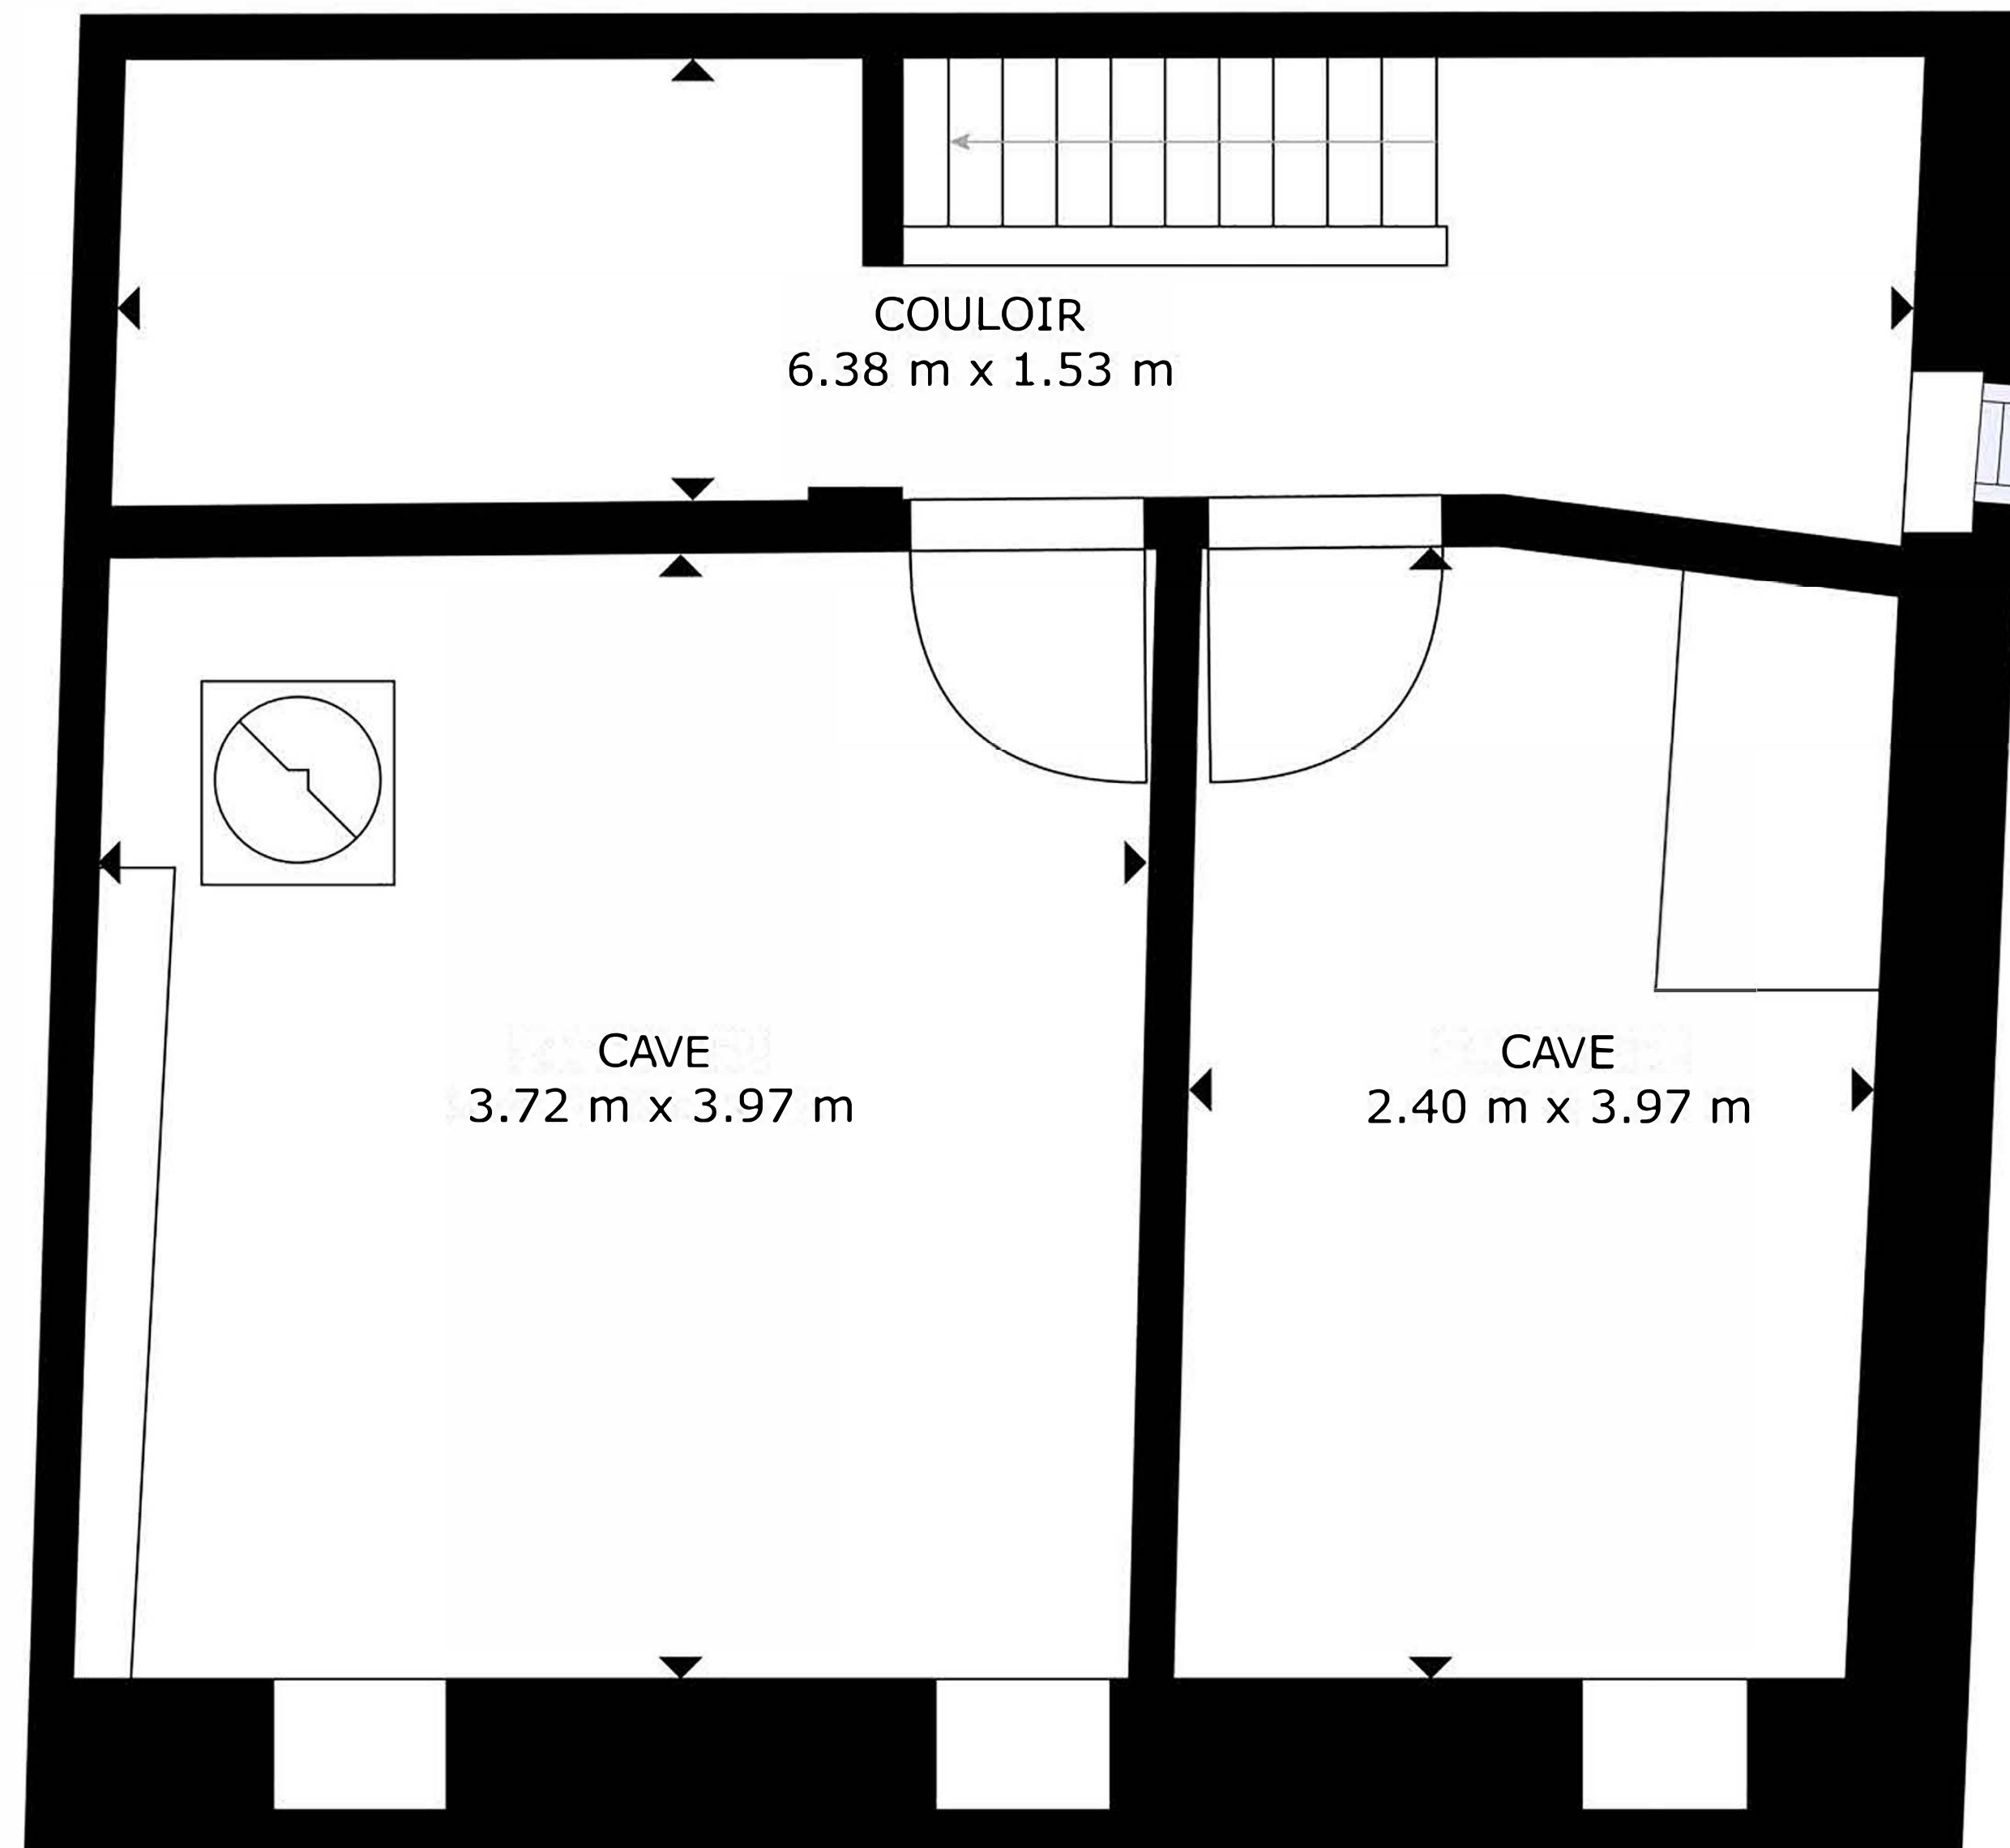 COULOIR
6.38 m x 1.53 m
CAVE
3.72 m x 3.97 m
CAVE
2.40 m x 3.97 m